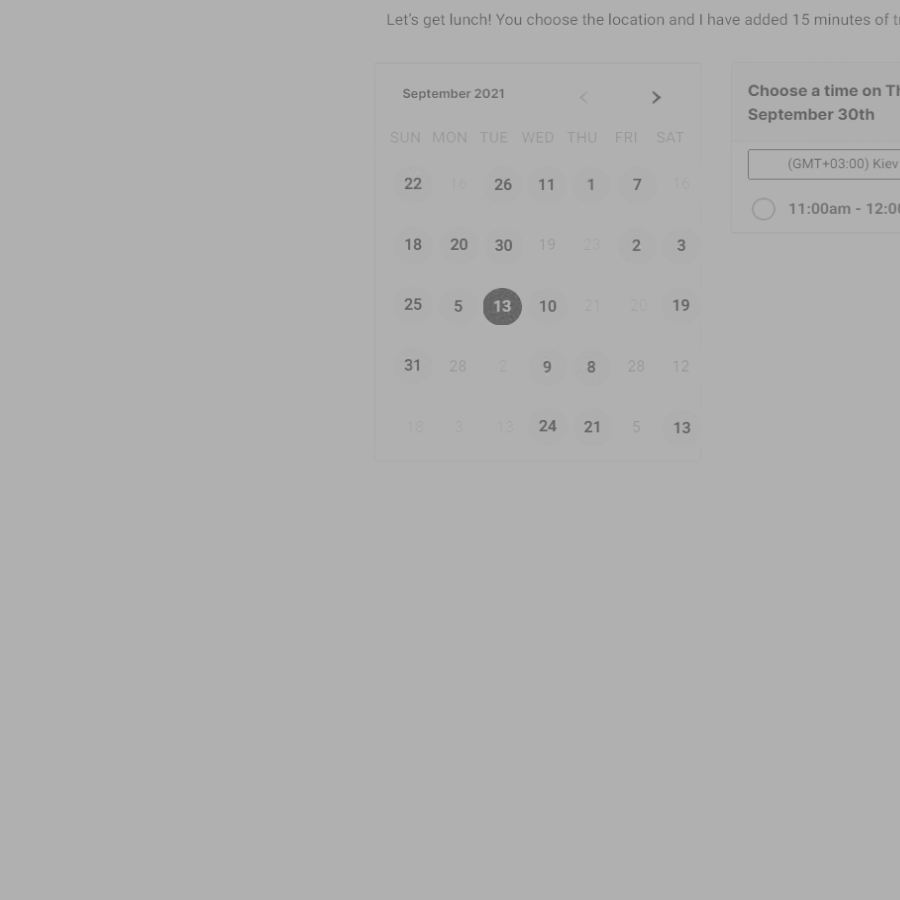 Let's get lunch! You choose the location and I have added 15 minutes of
September 2021
SUN MON TUE WED THU FRI SAT
22 16 26 11 1 7 16
18 20 30 19 23 2 3
25 5 13 10 21 20 19
31 28 2 9 8 28 12
18 3 13 24 21 5 13
Choose a time on Th
September 30th
(GMT+03:00) Kiev
11:00am - 12:00